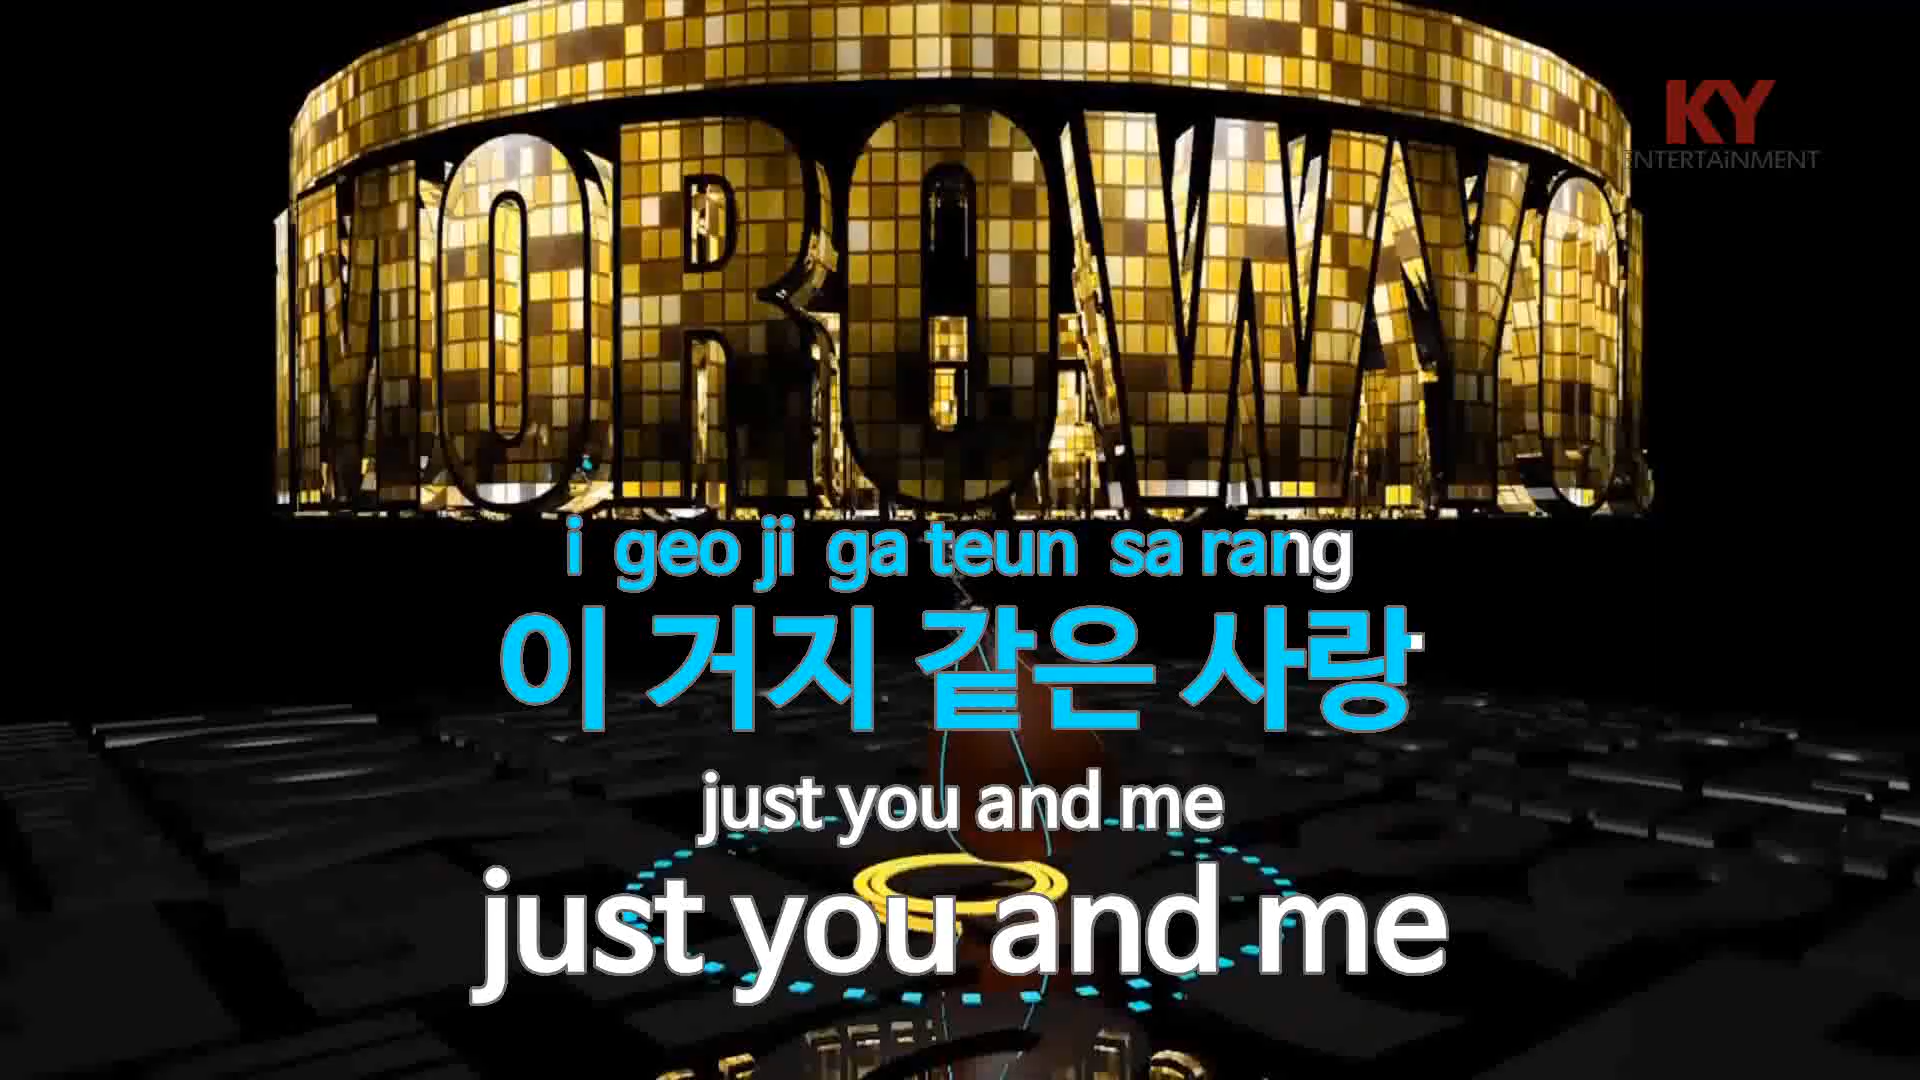 MOROWYO
KY
ENTERTAiNMENT
i geo ji ga teun sa rang
이 거지 같은 사랑
just you and me
just you and me